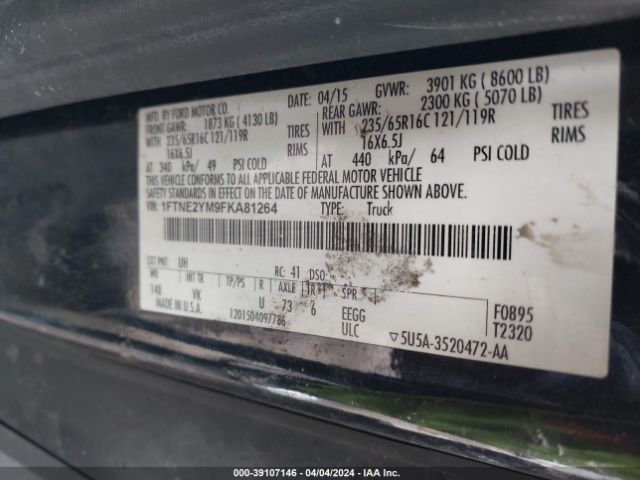 MFD. BY FORD MOTOR CO.
DATE: 04/15 GVWR: 3901 KG ( 8600 LB)
FRONT GAWR: 1873 KG ( 4130 LB) REAR GAWR: 2300 KG ( 5070 LB)
WITH 235/65R16C 121/119R TIRES WITH 235/65R16C 121/119R TIRES
16X6.5J RIMS 16X6.5J RIMS
AT 340 kPa/ 49 PSI COLD AT 440 kPa/ 64 PSI COLD
THIS VEHICLE CONFORMS TO ALL APPLICABLE FEDERAL MOTOR VEHICLE
SAFETY STANDARDS IN EFFECT ON THE DATE OF MANUFACTURE SHOWN ABOVE.
VIN: 1FTNE2YM9FKA81264 TYPE: Truck
EXT PNT: UH RC: 41 DSO:
WB INT TR TP/PS R AXLE TR SPR
148 VK U 73 6 EEGG F0895
MADE IN U.S.A. 1201504097786 ULC T2320
▽5U5A-3520472-AA
000-39107146 - 04/04/2024 - IAA Inc.